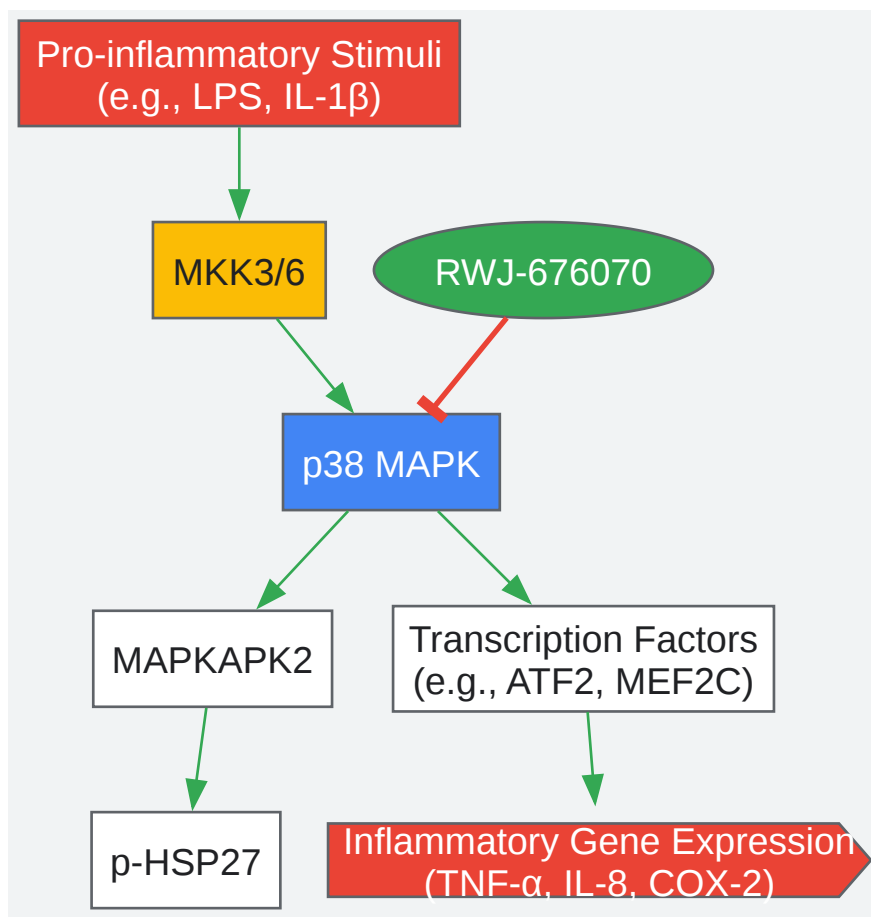 Pro-inflammatory Stimuli
(e.g., LPS, IL-1β)
MKK3/6
RWJ-676070
p38 MAPK
MAPKAPK2
Transcription Factors
(e.g., ATF2, MEF2C)
p-HSP27
Inflammatory Gene Expression
(TNF-α, IL-8, COX-2)